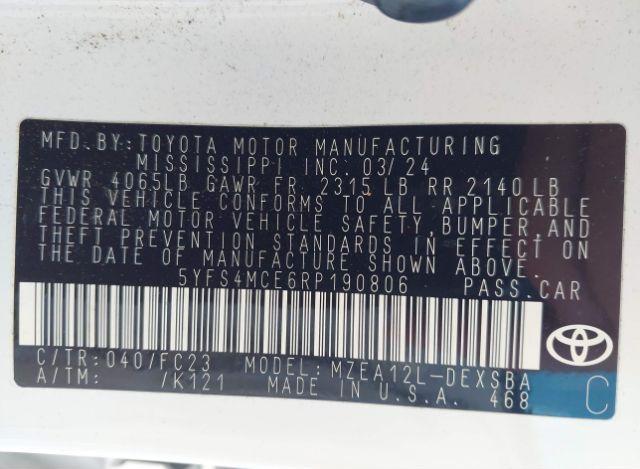 MFD.BY:TOYOTA MOTOR MANUFACTURING
MISSISSIPPI INC. 03/24
GVWR 4065LB GAWR FR 2315LB RR 2140LB
THIS VEHICLE CONFORMS TO ALL APPLICABLE
FEDERAL MOTOR VEHICLE SAFETY,BUMPER,AND
THEFT PREVENTION STANDARDS IN EFFECT ON
THE DATE OF MANUFACTURE SHOWN ABOVE.
5YFS4MCE6RP190806 PASS.CAR
C/TR:040/FC23 MODEL:MZEA12L-DEXSBA
A/TM: /K121 MADE IN U.S.A. 468 C